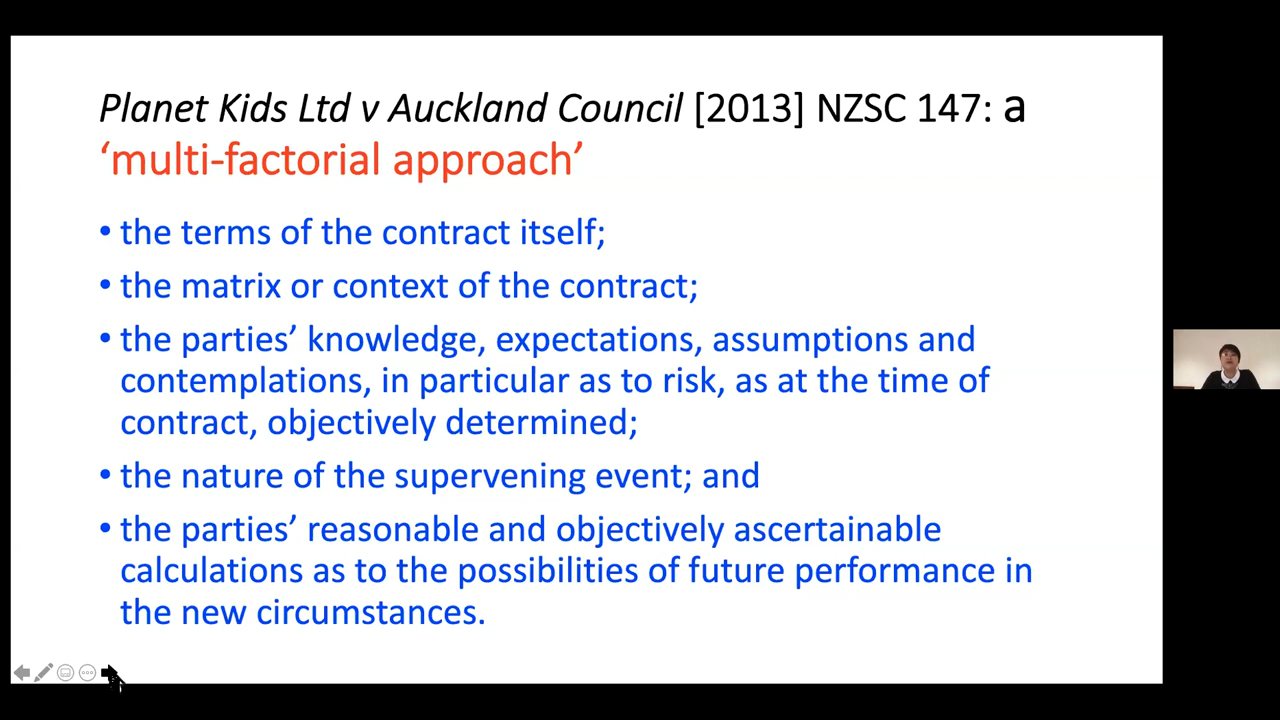 Planet Kids Ltd v Auckland Council [2013] NZSC 147: a
‘multi-factorial approach’
• the terms of the contract itself;
• the matrix or context of the contract;
• the parties’ knowledge, expectations, assumptions and
contemplations, in particular as to risk, as at the time of
contract, objectively determined;
• the nature of the supervening event; and
• the parties’ reasonable and objectively ascertainable
calculations as to the possibilities of future performance in
the new circumstances.